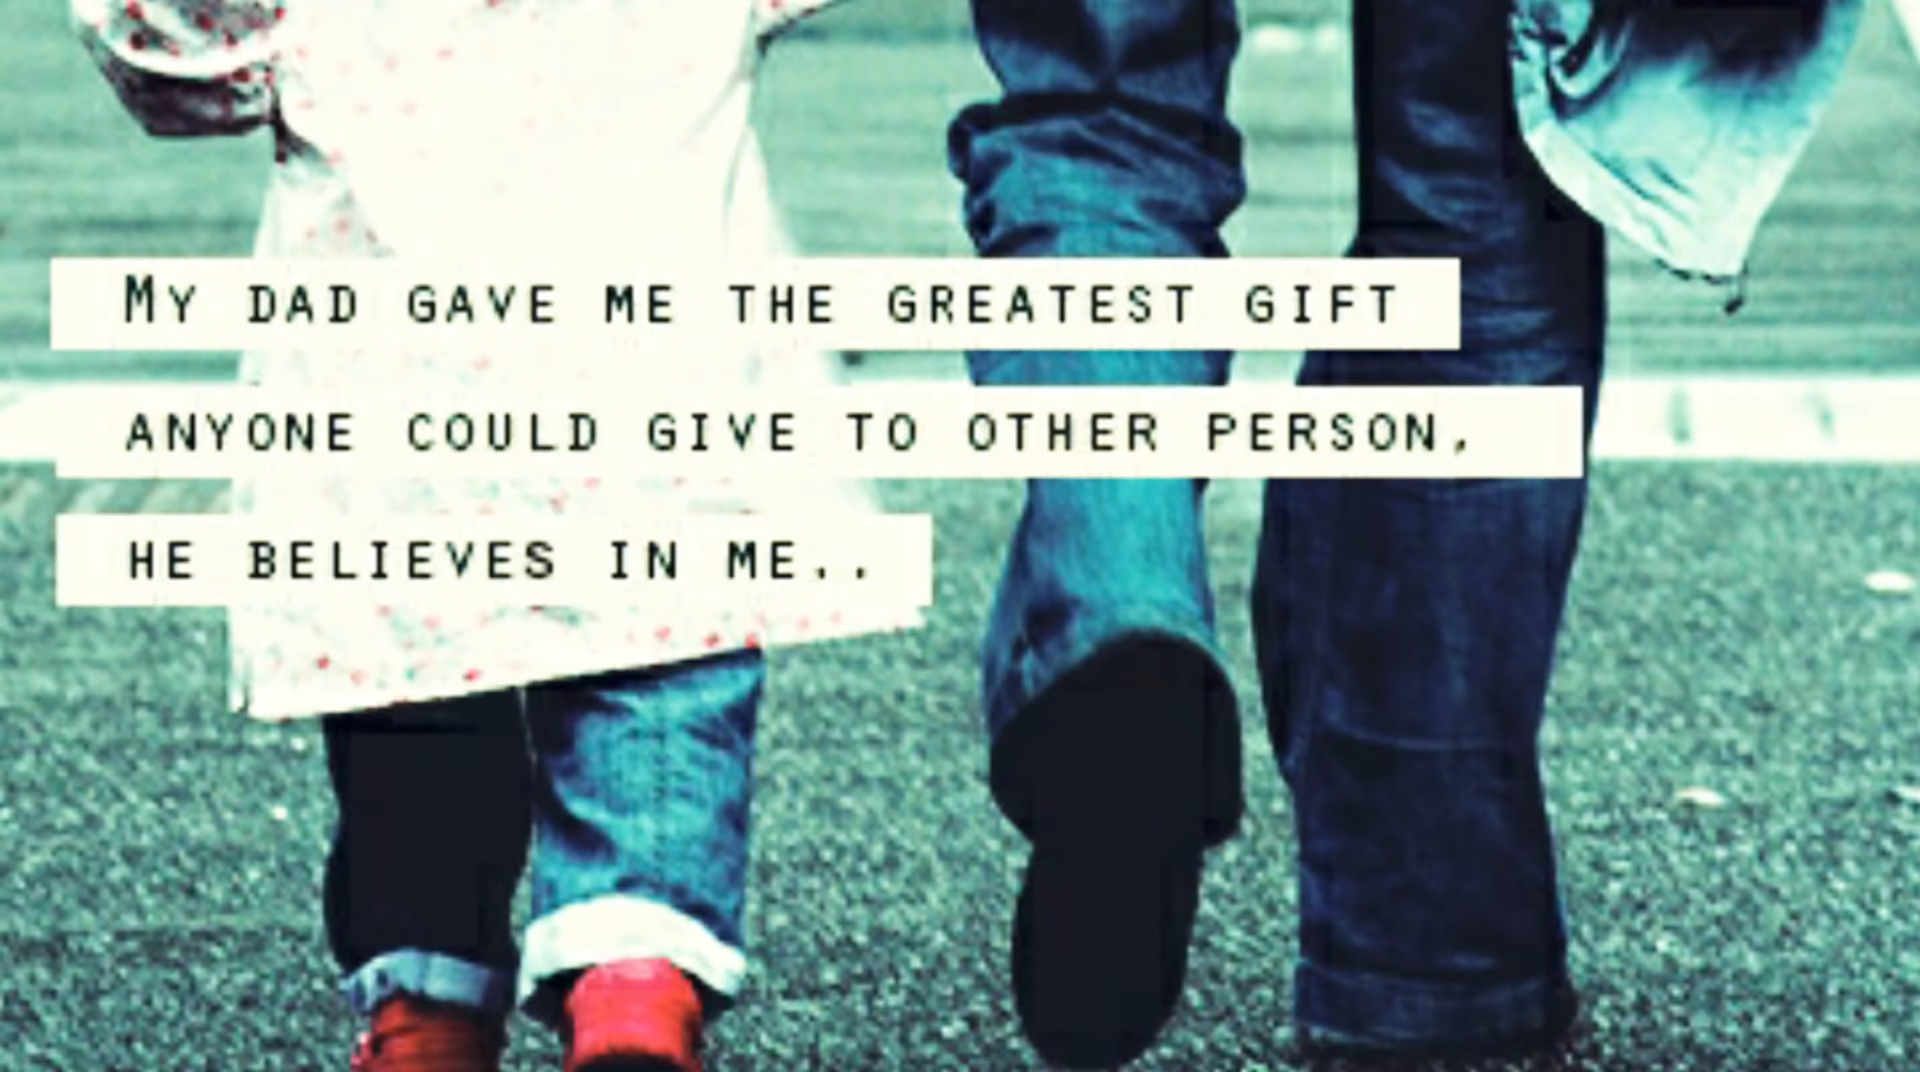 My DAD GAVE ME THE GREATEST GIFT
ANYONE COULD GIVE TO OTHER PERSON,
HE BELIEVES IN ME..